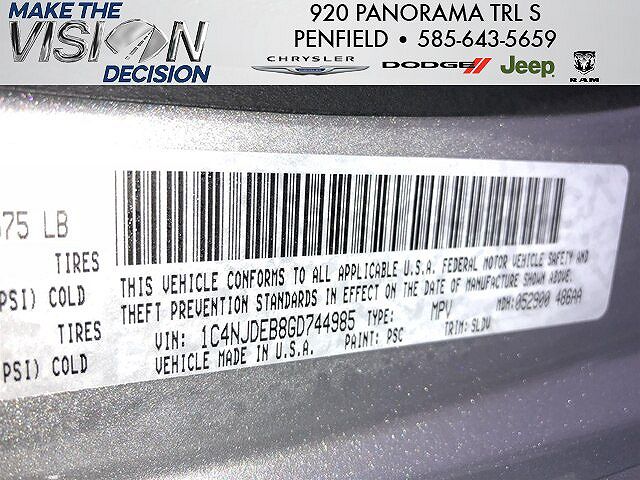 MAKE THE
VISION
DECISION
920 PANORAMA TRL S
PENFIELD • 585-643-5659
CHRYSLER DODGE Jeep RAM
75 LB
TIRES
PSI) COLD
TIRES
PSI) COLD
THIS VEHICLE CONFORMS TO ALL APPLICABLE U.S.A. FEDERAL MOTOR VEHICLE SAFETY AND
THEFT PREVENTION STANDARDS IN EFFECT ON THE DATE OF MANUFACTURE SHOWN ABOVE.
VIN: 1C4NJDEB8GD744985 TYPE: MPV MDH: 052900 486AA
VEHICLE MADE IN U.S.A. PAINT: PSC TRIM: SLDV